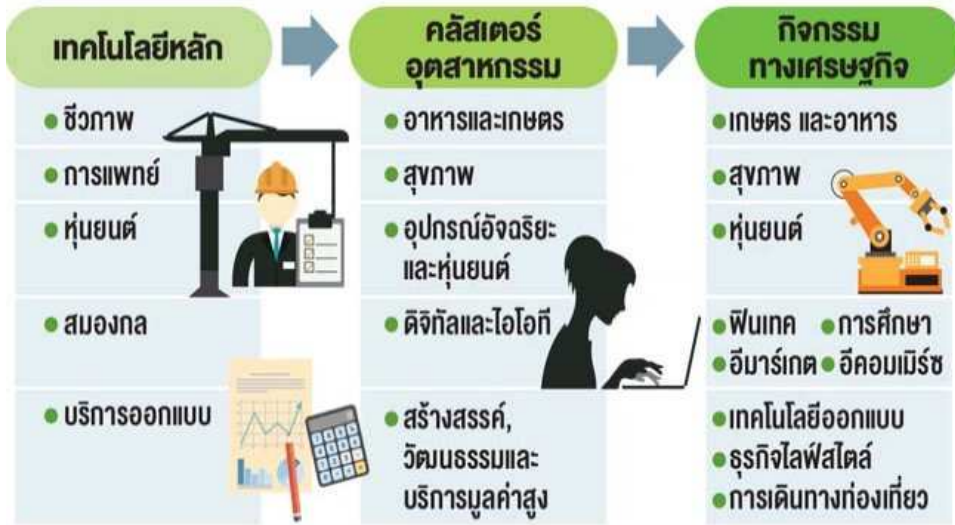 เทคโนโลยีหลัก
คลัสเตอร์
อุตสาหกรรม
กิจกรรม
ทางเศรษฐกิจ
• ชีวภาพ
• อาหารและเกษตร
• เกษตร และอาหาร
• การแพทย์
• สุขภาพ
• สุขภาพ
• หุ่นยนต์
• อุปกรณ์อัจฉริยะ
และหุ่นยนต์
• หุ่นยนต์
• สมองกล
• ดิจิทัลและไอโอที
• ฟินเทค • การศึกษา
• อีมาร์เกต • อีคอมเมิร์ซ
• บริการออกแบบ
• สร้างสรรค์,
วัฒนธรรมและ
บริการมูลค่าสูง
• เทคโนโลยีออกแบบ
• ธุรกิจไลฟ์สไตล์
• การเดินทางท่องเที่ยว